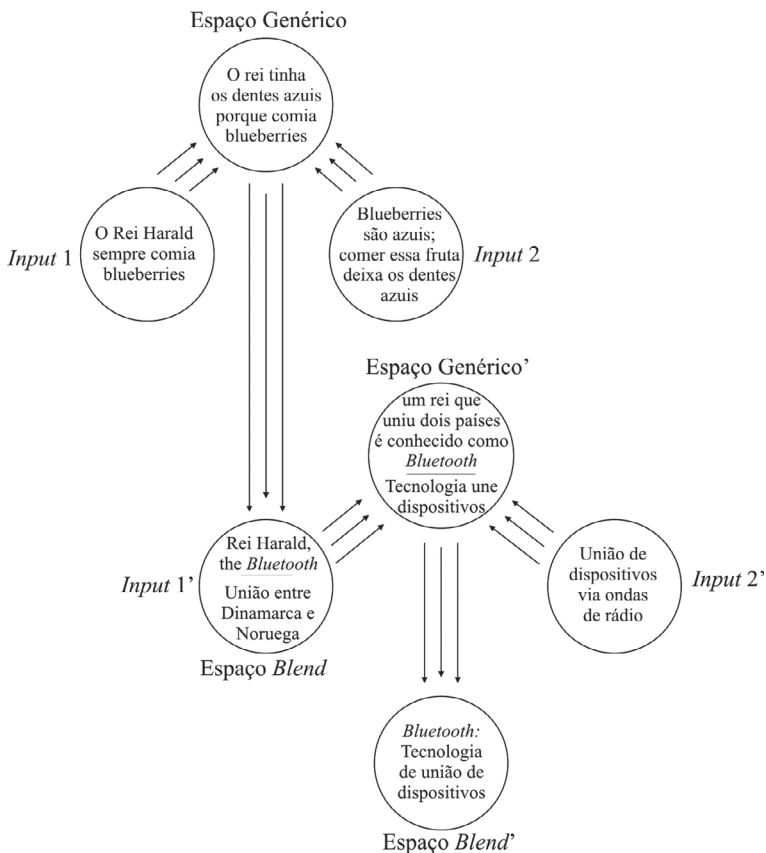 Espaço Genérico
O rei tinha
os dentes azuis
porque comia
blueberries
Input 1
O Rei Harald
sempre comia
blueberries
Blueberries
são azuis;
comer essa fruta
deixa os dentes
azuis
Input 2
Espaço Genérico’
um rei que
uniu dois países
é conhecido como
Bluetooth
Tecnologia une
dispositivos
Input 1’
Rei Harald,
the Bluetooth
União entre
Dinamarca e
Noruega
Espaço Blend
União de
dispositivos
via ondas
de rádio
Input 2’
Bluetooth:
Tecnologia
de união de
dispositivos
Espaço Blend’